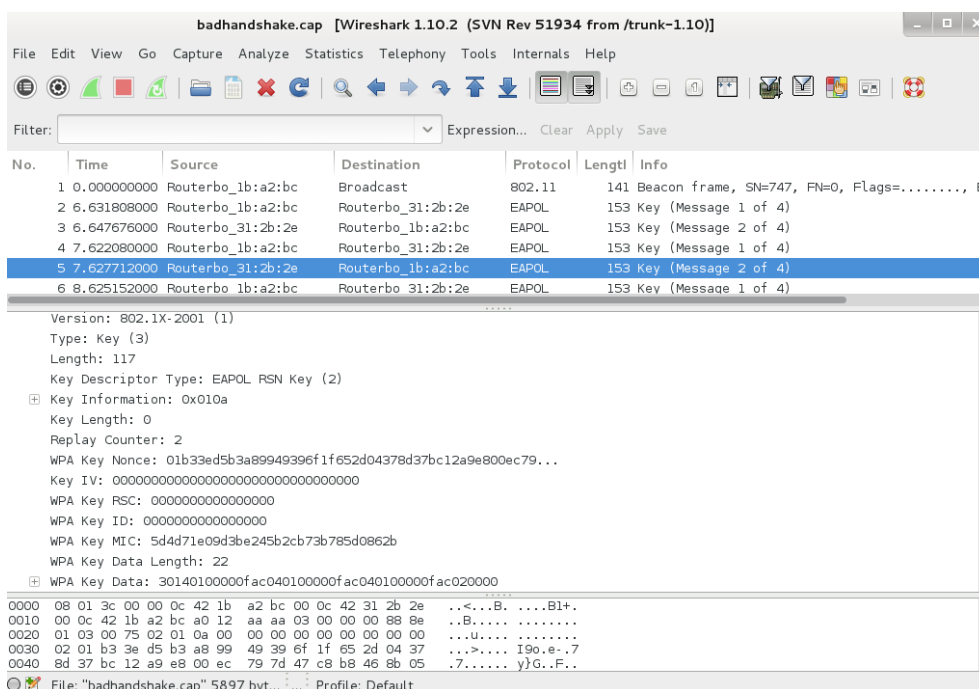 badhandshake.cap [Wireshark 1.10.2 (SVN Rev 51934 from /trunk-1.10)]
File Edit View Go Capture Analyze Statistics Telephony Tools Internals Help
Filter: Expression... Clear Apply Save
No. Time Source Destination Protocol Lengtl Info
1 0.000000000 Routerbo_1b:a2:bc Broadcast 802.11 141 Beacon frame, SN=747, FN=0, Flags=........,
2 6.631808000 Routerbo_1b:a2:bc Routerbo_31:2b:2e EAPOL 153 Key (Message 1 of 4)
3 6.647676000 Routerbo_31:2b:2e Routerbo_1b:a2:bc EAPOL 153 Key (Message 2 of 4)
4 7.622080000 Routerbo_1b:a2:bc Routerbo_31:2b:2e EAPOL 153 Key (Message 1 of 4)
5 7.627712000 Routerbo_31:2b:2e Routerbo_1b:a2:bc EAPOL 153 Key (Message 2 of 4)
6 8.625152000 Routerbo_1b:a2:bc Routerbo_31:2b:2e EAPOL 153 Key (Message 1 of 4)
Version: 802.1X-2001 (1)
Type: Key (3)
Length: 117
Key Descriptor Type: EAPOL RSN Key (2)
Key Information: 0x010a
Key Length: 0
Replay Counter: 2
WPA Key Nonce: 01b33ed5b3a89949396f1f652d04378d37bc12a9e800ec79...
Key IV: 00000000000000000000000000000000
WPA Key RSC: 0000000000000000
WPA Key ID: 0000000000000000
WPA Key MIC: 5d4d71e09d3be245b2cb73b785d0862b
WPA Key Data Length: 22
WPA Key Data: 30140100000fac040100000fac040100000fac020000
0000 08 01 3c 00 00 0c 42 1b a2 bc 00 0c 42 31 2b 2e ..<...B. ....B1+.
0010 00 0c 42 1b a2 bc a0 12 aa aa 03 00 00 00 88 8e ..B..... ........
0020 01 03 00 75 02 01 0a 00 00 00 00 00 00 00 00 00 ...u.... ........
0030 02 01 b3 3e d5 b3 a8 99 49 39 6f 1f 65 2d 04 37 ...>.... I9o.e-.7
0040 8d 37 bc 12 a9 e8 00 ec 79 7d 47 c8 b8 46 8b 05 .7...... y}G..F..
File: "badhandshake.cap" 5897 byt... ... Profile: Default